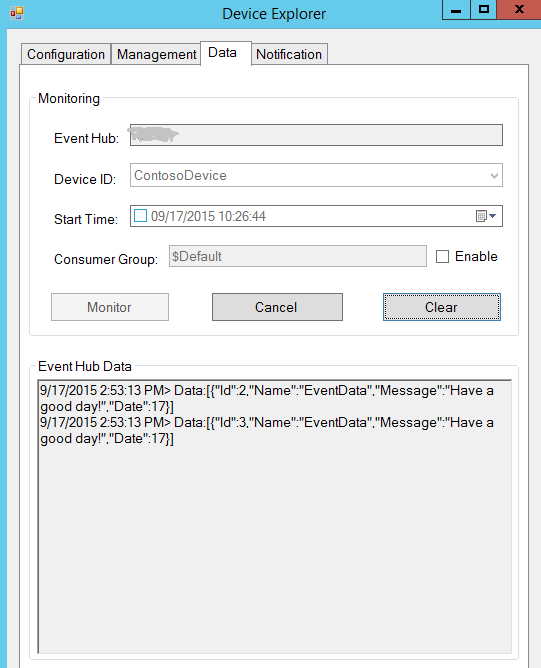 Device Explorer
Configuration Management Data Notification
Monitoring
Event Hub:
Device ID: ContosoDevice
Start Time: 09/17/2015 10:26:44
Consumer Group: $Default Enable
Monitor Cancel Clear
Event Hub Data
9/17/2015 2:53:13 PM> Data:[{"Id":2,"Name":"EventData","Message":"Have a
good day!","Date":17}]
9/17/2015 2:53:13 PM> Data:[{"Id":3,"Name":"EventData","Message":"Have a
good day!","Date":17}]